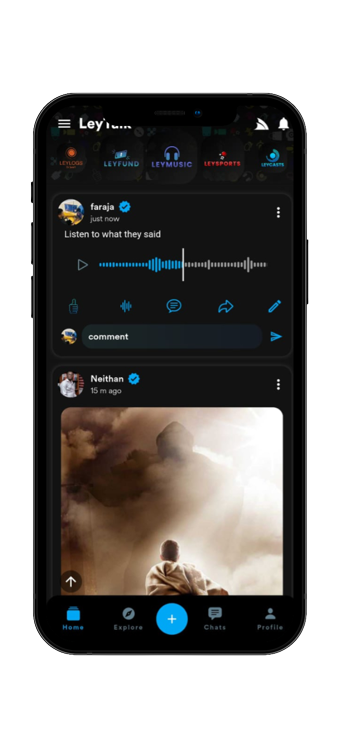 LeyTalk
LEYLOGS
LEYFUND
LEYMUSIC
LEYSPORTS
LEYCASTS
faraja
just now
Listen to what they said
comment
Neithan
15 m ago
Home
Explore
Chats
Profile